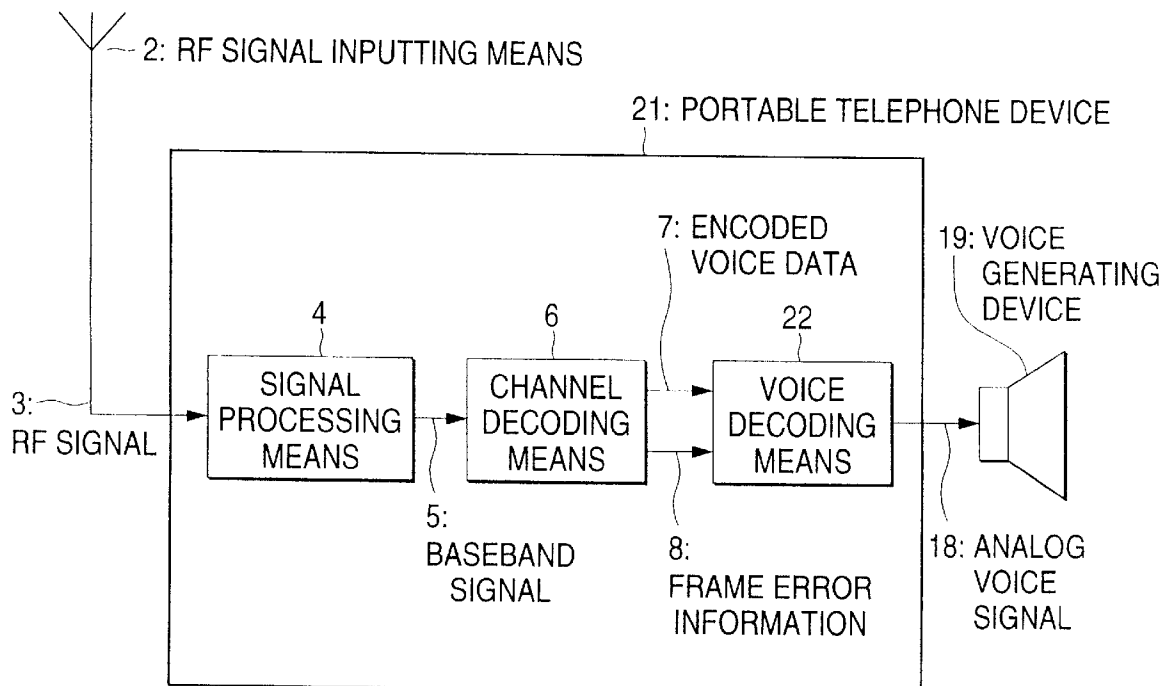 2: RF SIGNAL INPUTTING MEANS
21: PORTABLE TELEPHONE DEVICE
7: ENCODED
VOICE DATA
19: VOICE
GENERATING
DEVICE
4
6
22
SIGNAL
PROCESSING
MEANS
CHANNEL
DECODING
MEANS
VOICE
DECODING
MEANS
3:
RF SIGNAL
5:
BASEBAND
SIGNAL
8:
FRAME ERROR
INFORMATION
18: ANALOG
VOICE
SIGNAL